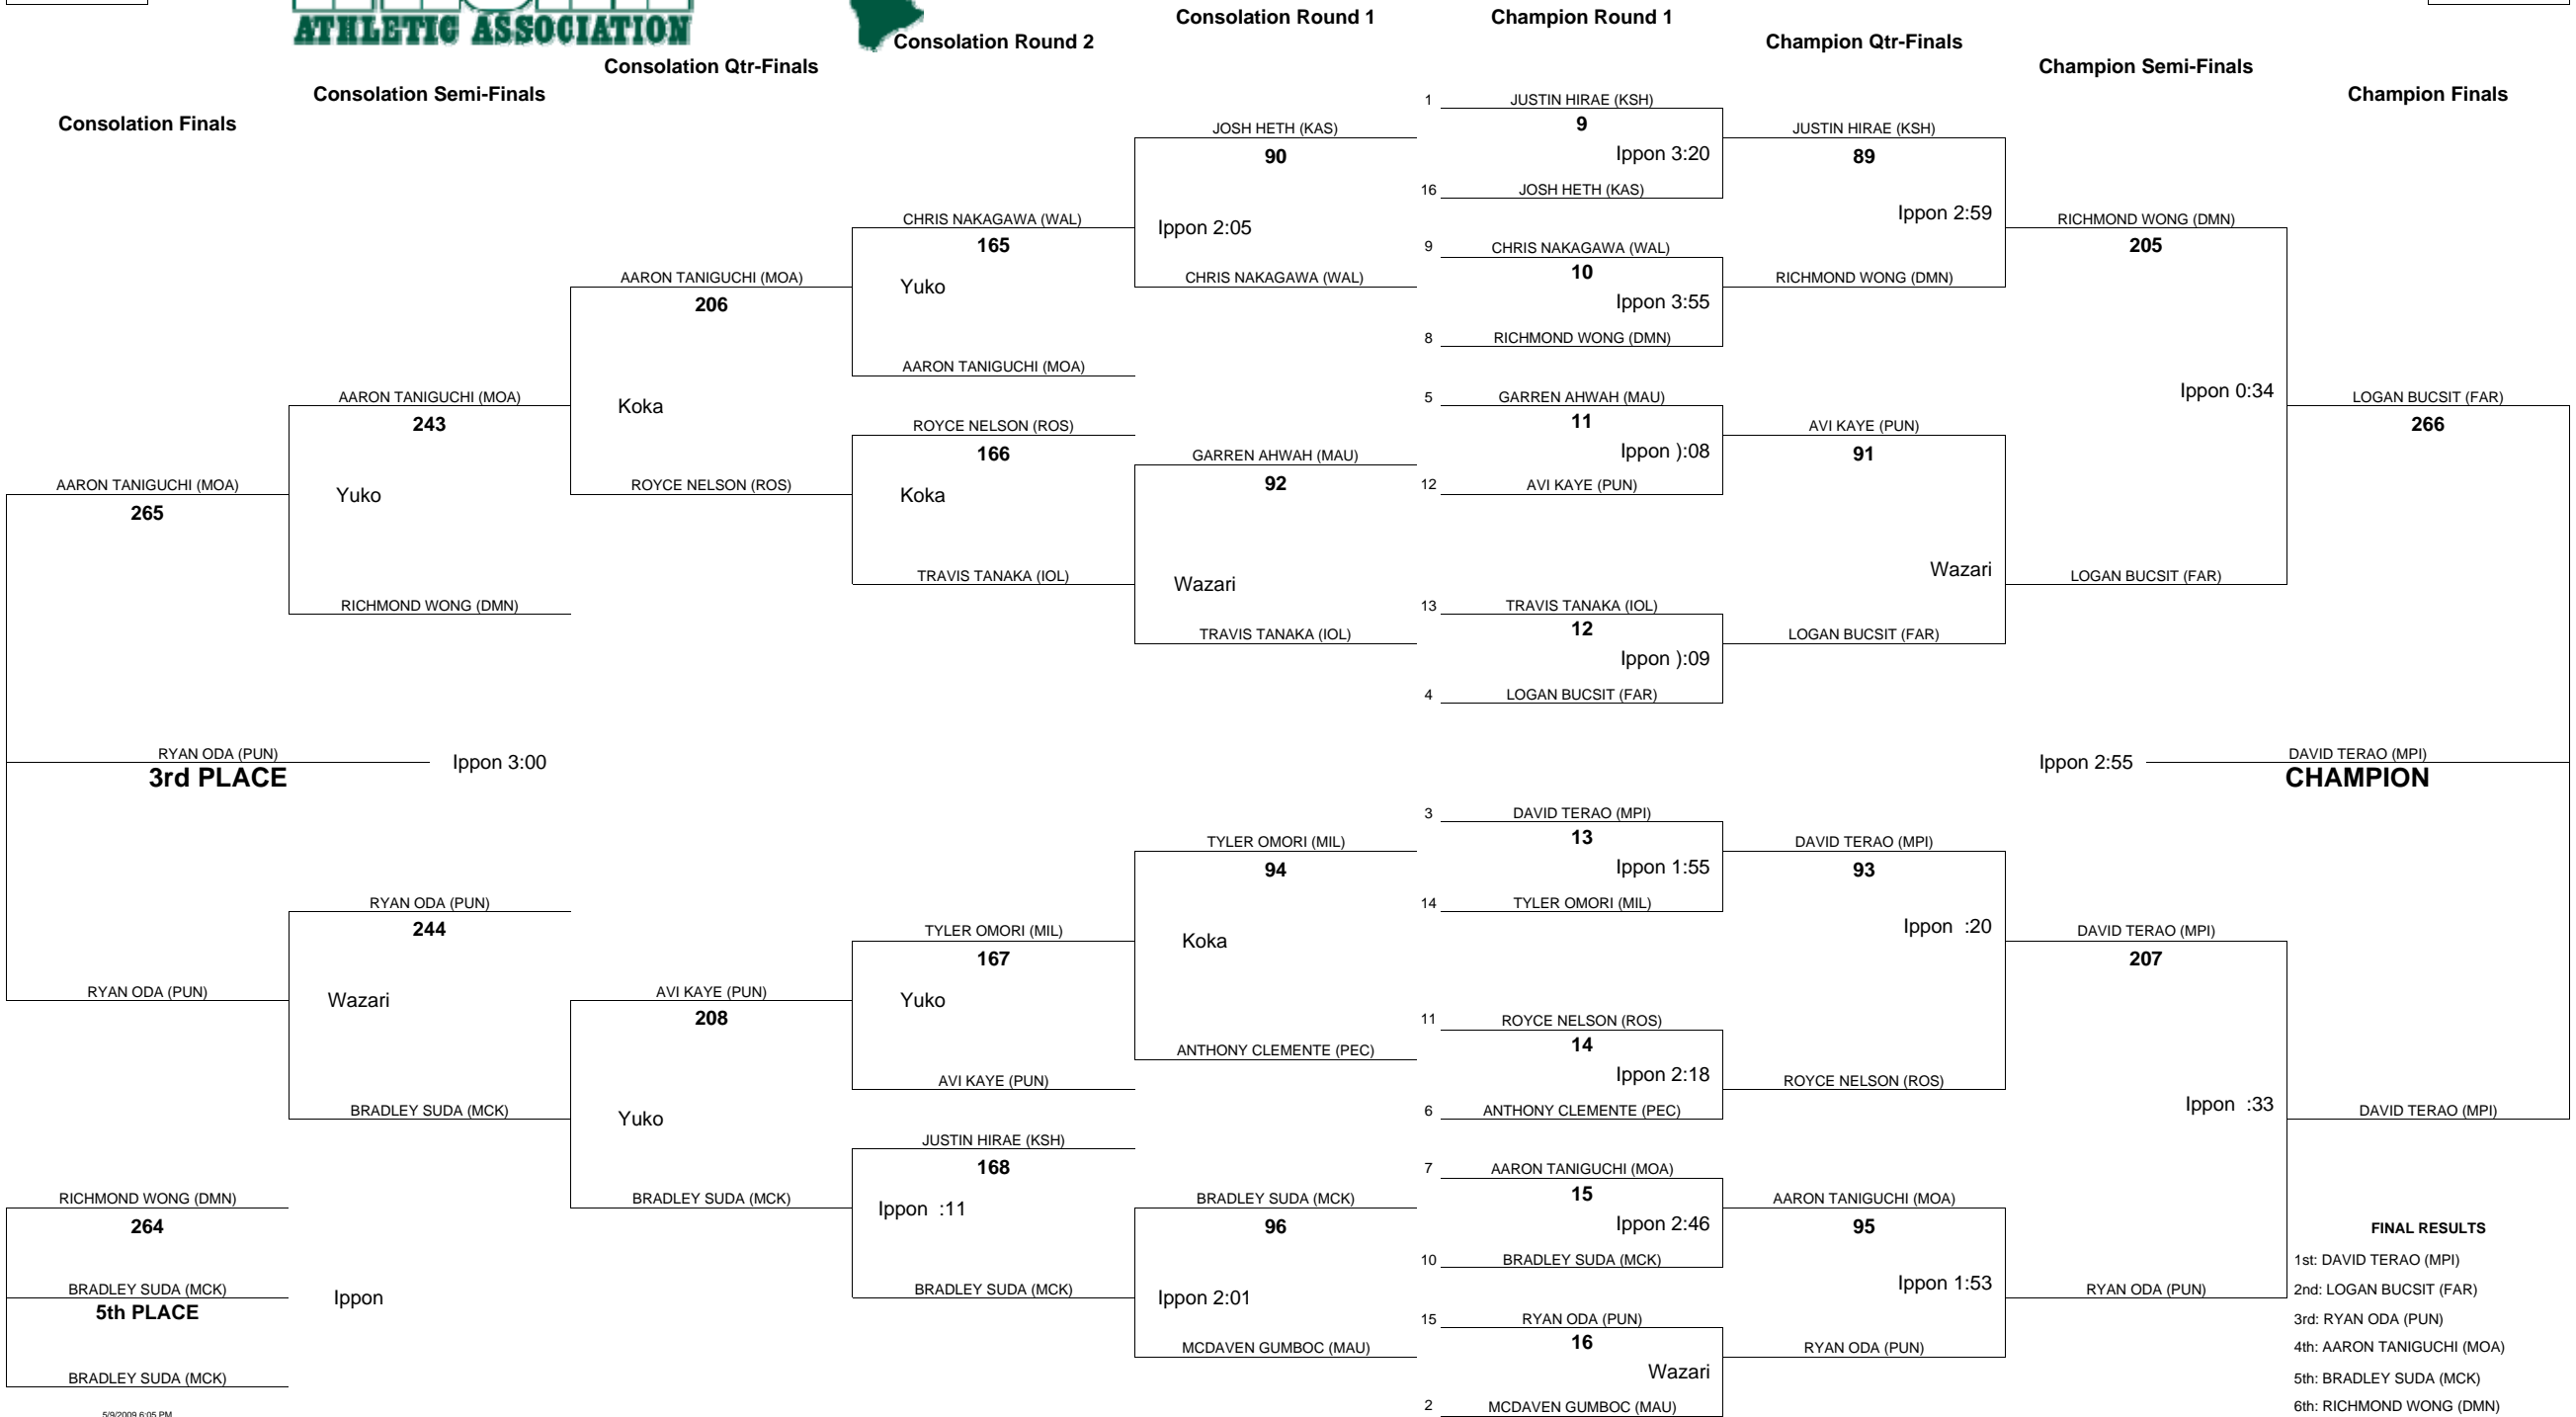 ATHLETIC ASSOCIATION
Consolation Round 1
Champion Round 1
Consolation Round 2
Champion Qtr-Finals
Consolation Qtr-Finals
Champion Semi-Finals
Consolation Semi-Finals
Champion Finals
Consolation Finals
AARON TANIGUCHI (MOA)
265
RYAN ODA (PUN)
3rd PLACE
Ippon 3:00
RYAN ODA (PUN)
RICHMOND WONG (DMN)
264
BRADLEY SUDA (MCK)
5th PLACE
Ippon
BRADLEY SUDA (MCK)
5/9/2009 6:05 PM
AARON TANIGUCHI (MOA)
243
Yuko
RICHMOND WONG (DMN)
RYAN ODA (PUN)
244
Wazari
BRADLEY SUDA (MCK)
AARON TANIGUCHI (MOA)
206
Koka
ROYCE NELSON (ROS)
AVI KAYE (PUN)
208
Yuko
BRADLEY SUDA (MCK)
CHRIS NAKAGAWA (WAL)
165
Yuko
AARON TANIGUCHI (MOA)
ROYCE NELSON (ROS)
166
Koka
TRAVIS TANAKA (IOL)
TYLER OMORI (MIL)
167
Yuko
AVI KAYE (PUN)
JUSTIN HIRAE (KSH)
168
Ippon :11
BRADLEY SUDA (MCK)
JOSH HETH (KAS)
90
Ippon 2:05
CHRIS NAKAGAWA (WAL)
GARREN AHWAH (MAU)
92
Wazari
TRAVIS TANAKA (IOL)
TYLER OMORI (MIL)
94
Koka
ANTHONY CLEMENTE (PEC)
BRADLEY SUDA (MCK)
96
Ippon 2:01
MCDAVEN GUMBOC (MAU)
1 JUSTIN HIRAE (KSH)
9
Ippon 3:20
16 JOSH HETH (KAS)
9 CHRIS NAKAGAWA (WAL)
10
Ippon 3:55
8 RICHMOND WONG (DMN)
5 GARREN AHWAH (MAU)
11
Ippon ):08
12 AVI KAYE (PUN)
13 TRAVIS TANAKA (IOL)
12
Ippon ):09
4 LOGAN BUCSIT (FAR)
3 DAVID TERAO (MPI)
13
Ippon 1:55
14 TYLER OMORI (MIL)
11 ROYCE NELSON (ROS)
14
Ippon 2:18
6 ANTHONY CLEMENTE (PEC)
7 AARON TANIGUCHI (MOA)
15
Ippon 2:46
10 BRADLEY SUDA (MCK)
15 RYAN ODA (PUN)
16
Wazari
2 MCDAVEN GUMBOC (MAU)
JUSTIN HIRAE (KSH)
89
Ippon 2:59
RICHMOND WONG (DMN)
AVI KAYE (PUN)
91
Wazari
LOGAN BUCSIT (FAR)
DAVID TERAO (MPI)
93
Ippon :20
ROYCE NELSON (ROS)
AARON TANIGUCHI (MOA)
95
Ippon 1:53
RYAN ODA (PUN)
RICHMOND WONG (DMN)
205
Ippon 0:34
LOGAN BUCSIT (FAR)
DAVID TERAO (MPI)
207
Ippon :33
RYAN ODA (PUN)
LOGAN BUCSIT (FAR)
266
Ippon 2:55
DAVID TERAO (MPI)
CHAMPION
DAVID TERAO (MPI)
FINAL RESULTS
1st: DAVID TERAO (MPI)
2nd: LOGAN BUCSIT (FAR)
3rd: RYAN ODA (PUN)
4th: AARON TANIGUCHI (MOA)
5th: BRADLEY SUDA (MCK)
6th: RICHMOND WONG (DMN)